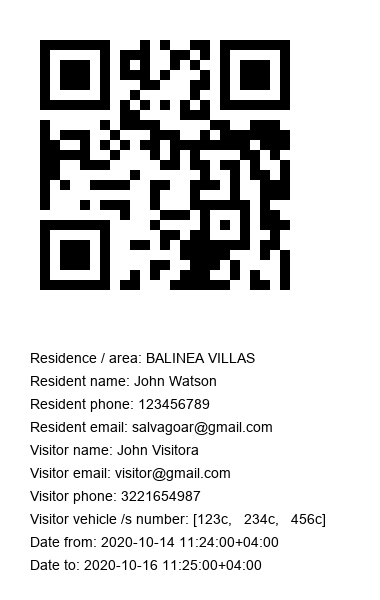 Residence / area: BALINEA VILLAS
Resident name: John Watson
Resident phone: 123456789
Resident email: salvagoar@gmail.com
Visitor name: John Visitora
Visitor email: visitor@gmail.com
Visitor phone: 3221654987
Visitor vehicle /s number: [123c, 234c, 456c]
Date from: 2020-10-14 11:24:00+04:00
Date to: 2020-10-16 11:25:00+04:00